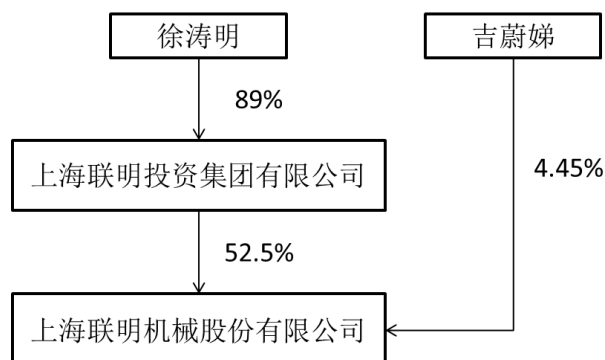 徐涛明
吉蔚娣
89%
上海联明投资集团有限公司
4.45%
52.5%
上海联明机械股份有限公司